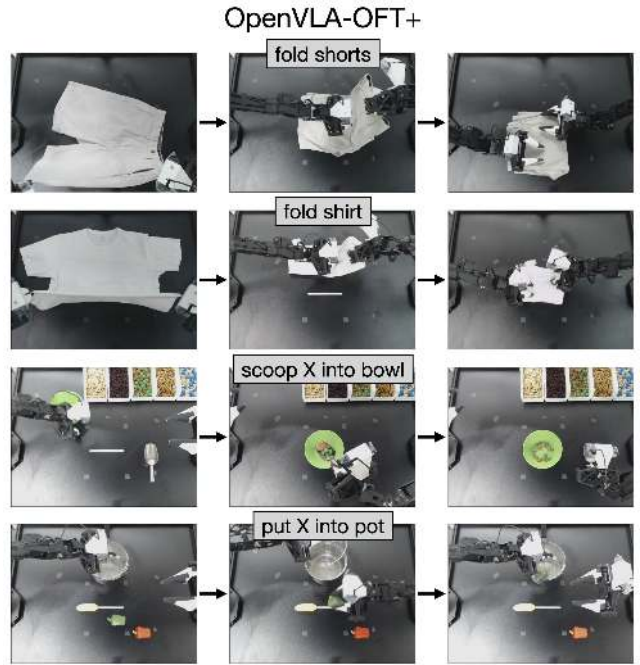 OpenVLA-OFT+
fold shorts
fold shirt
scoop X into bowl
put X into pot